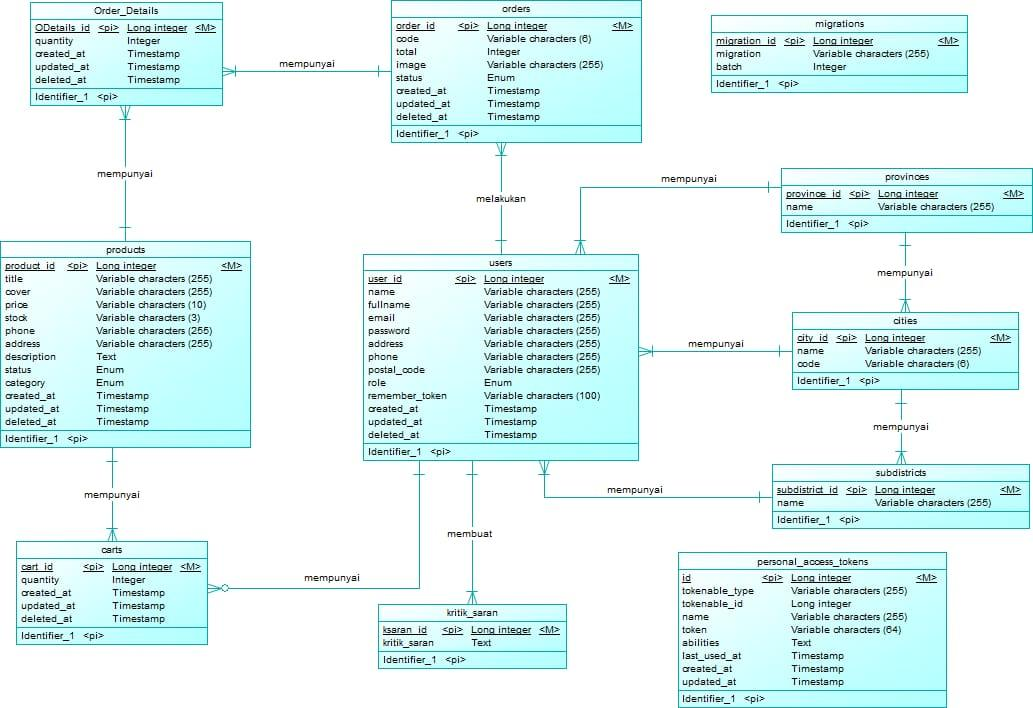 Order_Details
ODetails_id <pi> Long integer <M>
quantity Integer
created_at Timestamp
updated_at Timestamp
deleted_at Timestamp
Identifier_1 <pi>
mempunyai
orders
order_id <pi> Long integer <M>
code Variable characters (6)
total Integer
image Variable characters (255)
status Enum
created_at Timestamp
updated_at Timestamp
deleted_at Timestamp
Identifier_1 <pi>
migrations
migration_id <pi> Long integer <M>
migration Variable characters (255)
batch Integer
Identifier_1 <pi>
mempunyai
melakukan
mempunyai
provinces
province_id <pi> Long integer <M>
name Variable characters (255)
Identifier_1 <pi>
products
product_id <pi> Long integer <M>
title Variable characters (255)
cover Variable characters (255)
price Variable characters (10)
stock Variable characters (3)
phone Variable characters (255)
address Variable characters (255)
description Text
status Enum
category Enum
created_at Timestamp
updated_at Timestamp
deleted_at Timestamp
Identifier_1 <pi>
users
user_id <pi> Long integer <M>
name Variable characters (255)
fullname Variable characters (255)
email Variable characters (255)
password Variable characters (255)
address Variable characters (255)
phone Variable characters (255)
postal_code Variable characters (255)
role Enum
remember_token Variable characters (100)
created_at Timestamp
updated_at Timestamp
deleted_at Timestamp
Identifier_1 <pi>
mempunyai
cities
city_id <pi> Long integer <M>
name Variable characters (255)
code Variable characters (6)
Identifier_1 <pi>
mempunyai
mempunyai
subdistricts
subdistrict_id <pi> Long integer <M>
name Variable characters (255)
Identifier_1 <pi>
mempunyai
mempunyai
membuat
carts
cart_id <pi> Long integer <M>
quantity Integer
created_at Timestamp
updated_at Timestamp
deleted_at Timestamp
Identifier_1 <pi>
mempunyai
kritik_saran
ksaran_id <pi> Long integer <M>
kritik_saran Text
Identifier_1 <pi>
personal_access_tokens
id <pi> Long integer <M>
tokenable_type Variable characters (255)
tokenable_id Long integer
name Variable characters (255)
token Variable characters (64)
abilities Text
last_used_at Timestamp
created_at Timestamp
updated_at Timestamp
Identifier_1 <pi>